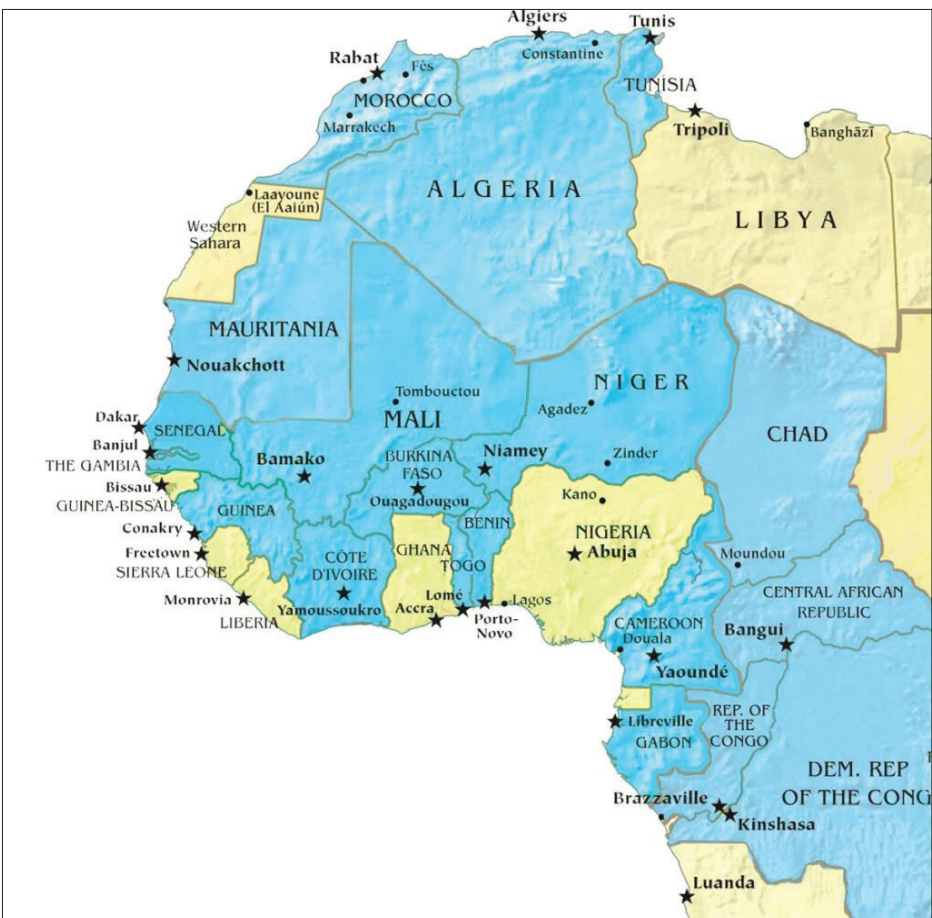 Algiers
Tunis
Constantine
Rabat
Fès
MOROCCO
TUNISIA
Marrakech
Tripoli
Banghāzī
ALGERIA
Laayoune
(El Aaiún)
LIBYA
Western
Sahara
MAURITANIA
Nouakchott
NIGER
Tombouctou
Agadez
MALI
Dakar
SENEGAL
CHAD
Banjul
THE GAMBIA
Bamako
BURKINA
FASO
Niamey
Zinder
Bissau
GUINEA-BISSAU
Ouagadougou
Kano
GUINEA
BENIN
NIGERIA
Conakry
Abuja
Freetown
SIERRA LEONE
CÔTE
D'IVOIRE
GHANA
TOGO
Moundou
Monrovia
LIBERIA
Yamoussoukro
Lomé
Accra
Lagos
Porto-
Novo
CENTRAL AFRICAN
REPUBLIC
CAMEROON
Douala
Bangui
Yaoundé
Libreville
GABON
REP. OF
THE
CONGO
DEM. REP
OF THE CONG
Brazzaville
Kinshasa
Luanda